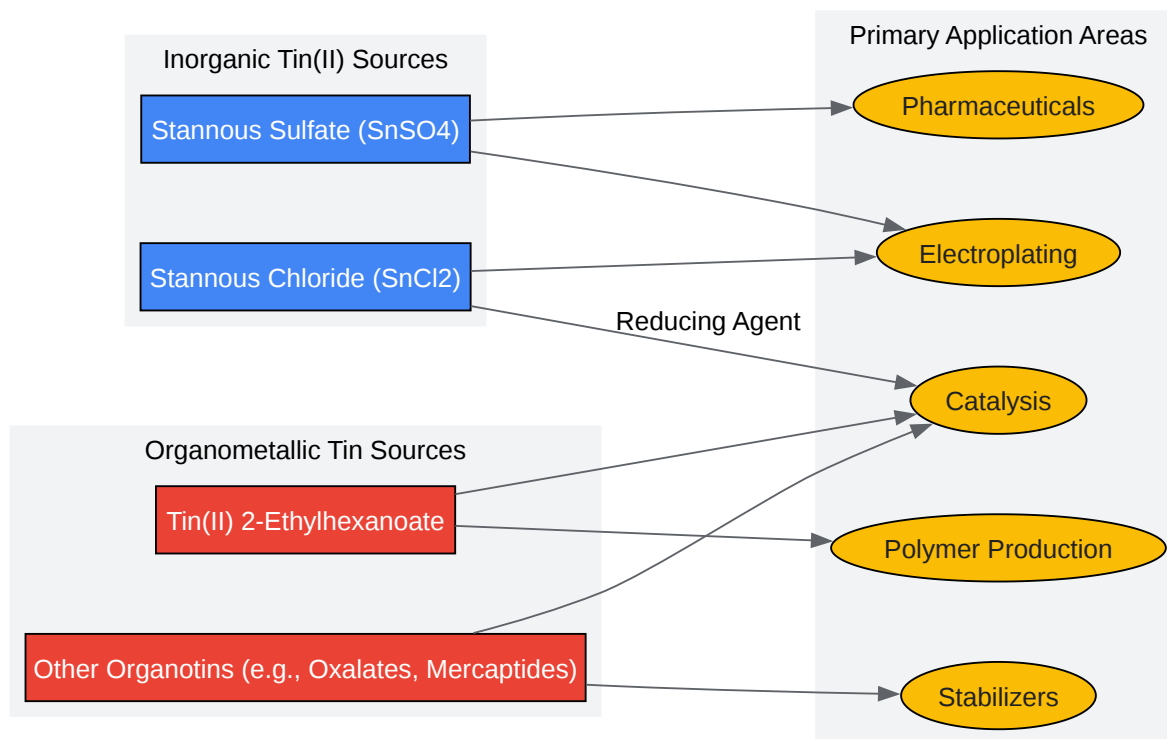 Inorganic Tin(II) Sources
Stannous Sulfate (SnSO4)
Stannous Chloride (SnCl2)
Reducing Agent
Organometallic Tin Sources
Tin(II) 2-Ethylhexanoate
Other Organotins (e.g., Oxalates, Mercaptides)
Primary Application Areas
Pharmaceuticals
Electroplating
Catalysis
Polymer Production
Stabilizers